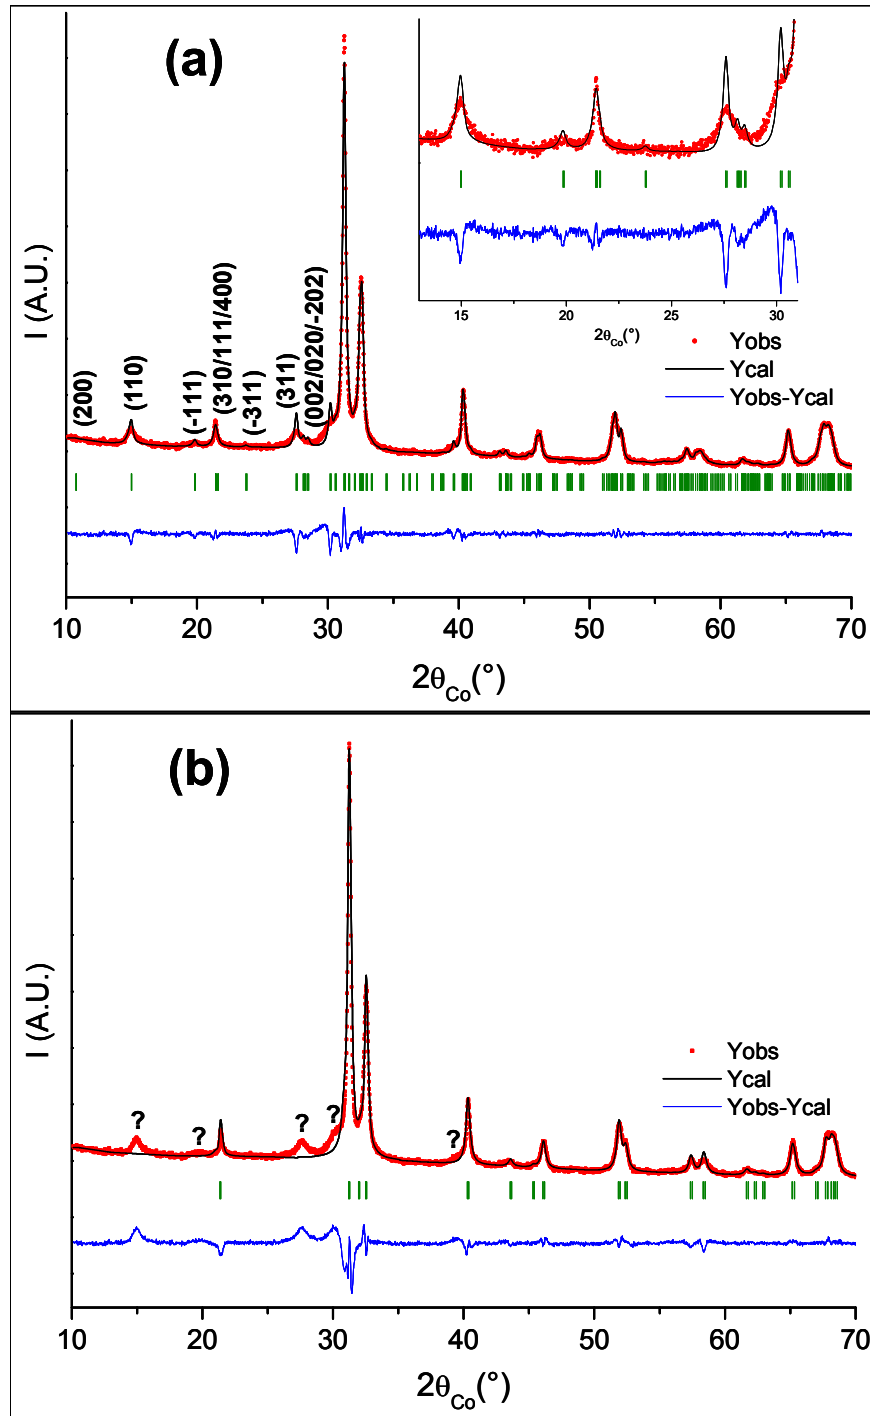 (a)
I (A.U.)
(200)
(110)
(-111)
(310/111/400)
(-311)
(311)
(002/020/-202)
15 20 25 30
2θCo(°)
Yobs
Ycal
Yobs-Ycal
10 20 30 40 50 60 70
2θCo(°)
(b)
I (A.U.)
? ? ? ? ?
Yobs
Ycal
Yobs-Ycal
10 20 30 40 50 60 70
2θCo(°)